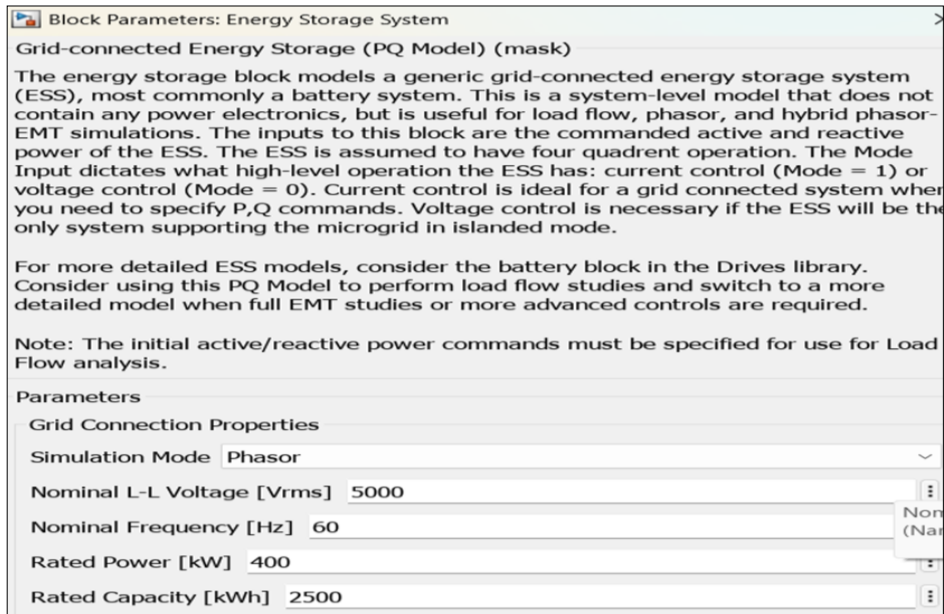 Block Parameters: Energy Storage System
Grid-connected Energy Storage (PQ Model) (mask)
The energy storage block models a generic grid-connected energy storage system
(ESS), most commonly a battery system. This is a system-level model that does not
contain any power electronics, but is useful for load flow, phasor, and hybrid phasor-
EMT simulations. The inputs to this block are the commanded active and reactive
power of the ESS. The ESS is assumed to have four quadrent operation. The Mode
Input dictates what high-level operation the ESS has: current control (Mode = 1) or
voltage control (Mode = 0). Current control is ideal for a grid connected system when
you need to specify P,Q commands. Voltage control is necessary if the ESS will be the
only system supporting the microgrid in islanded mode.
For more detailed ESS models, consider the battery block in the Drives library.
Consider using this PQ Model to perform load flow studies and switch to a more
detailed model when full EMT studies or more advanced controls are required.
Note: The initial active/reactive power commands must be specified for use for Load
Flow analysis.
Parameters
Grid Connection Properties
Simulation Mode Phasor
Nominal L-L Voltage [Vrms] 5000
Nominal Frequency [Hz] 60
Rated Power [kW] 400
Rated Capacity [kWh] 2500